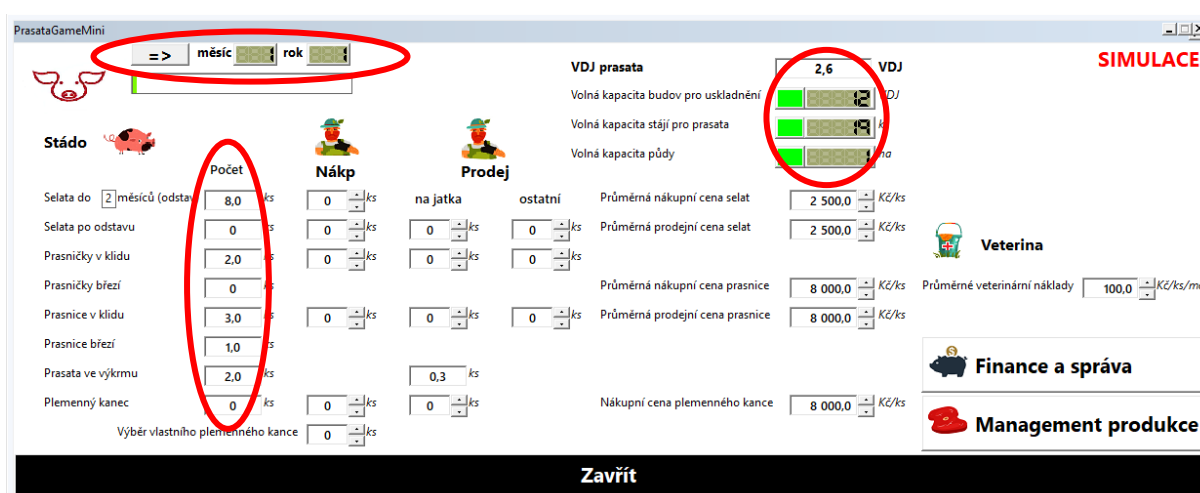 PrasataGameMini
=> měsíc 1 rok 1
SIMULACE
VDJ prasata 2,6 VDJ
Volná kapacita budov pro uskladnění 12 VDJ
Volná kapacita stájí pro prasata 19 k
Volná kapacita půdy 1 ha
Stádo
Počet Nákp Prodej
Selata do 2 měsíců (odstav 8,0 ks 0 ks na jatka ostatní Průměrná nákupní cena selat 2 500,0 Kč/ks
Selata po odstavu 0 ks 0 ks 0 ks 0 ks Průměrná prodejní cena selat 2 500,0 Kč/ks
Veterina
Prasničky v klidu 2,0 ks 0 ks 0 ks 0 ks
Prasničky březí 0 ks Průměrná nákupní cena prasnice 8 000,0 Kč/ks Průměrné veterinární náklady 100,0 Kč/ks/mě
Prasnice v klidu 3,0 ks 0 ks 0 ks 0 ks Průměrná prodejní cena prasnice 8 000,0 Kč/ks
Prasnice březí 1,0 ks
Finance a správa
Prasata ve výkrmu 2,0 ks 0,3 ks
Plemenný kanec 0 ks 0 ks 0 ks Nákupní cena plemenného kance 8 000,0 Kč/ks
Management produkce
Výběr vlastního plemenného kance 0 ks
Zavřít